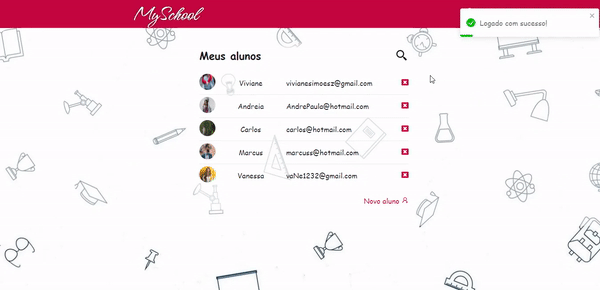 MySchool
Logado com sucesso!
Meus alunos
Viviane vivianesimoesz@gmail.com
Andreia AndrePaula@hotmail.com
Carlos carlos@hotmail.com
Marcus marcuss@hotmail.com
Vanessa vaNe1232@gmail.com
Novo aluno